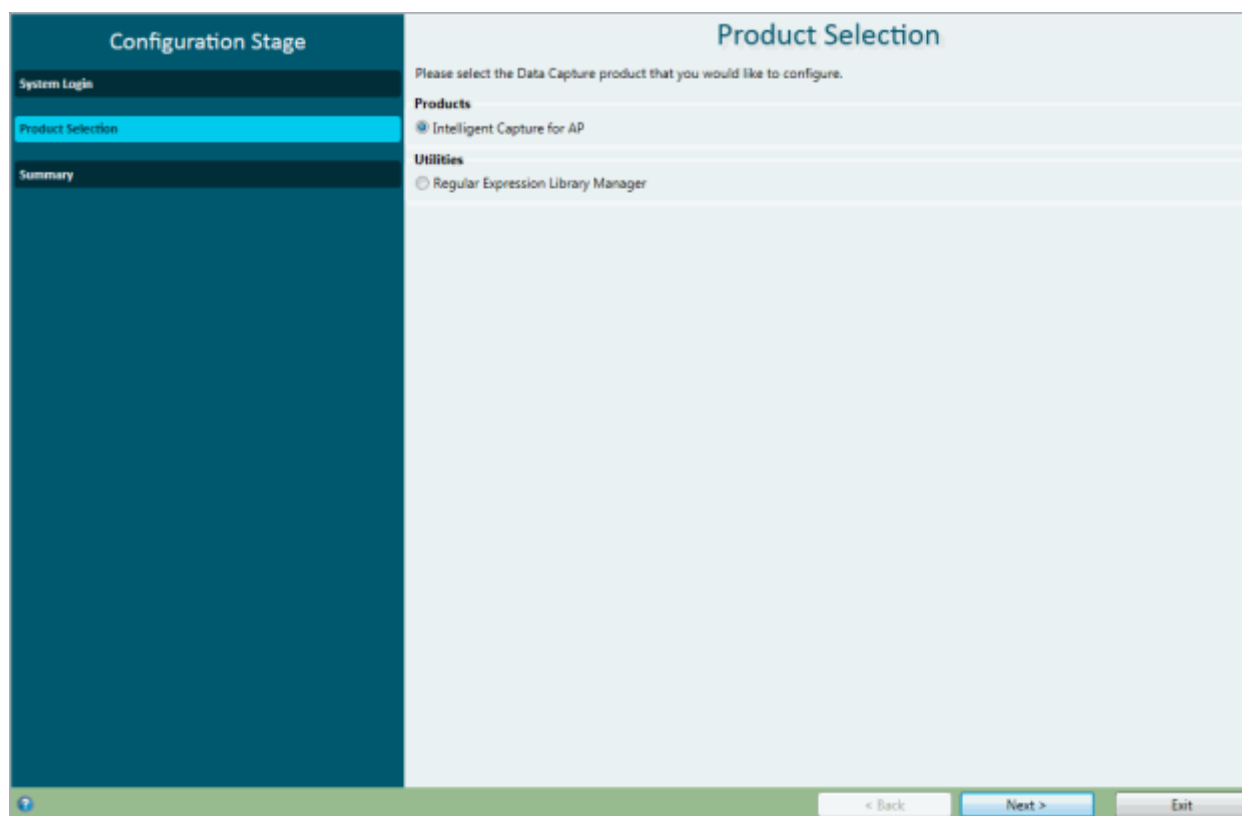 Configuration Stage
System Login
Product Selection
Summary
Product Selection
Please select the Data Capture product that you would like to configure.
Products
Intelligent Capture for AP
Utilities
Regular Expression Library Manager
< Back
Next >
Exit